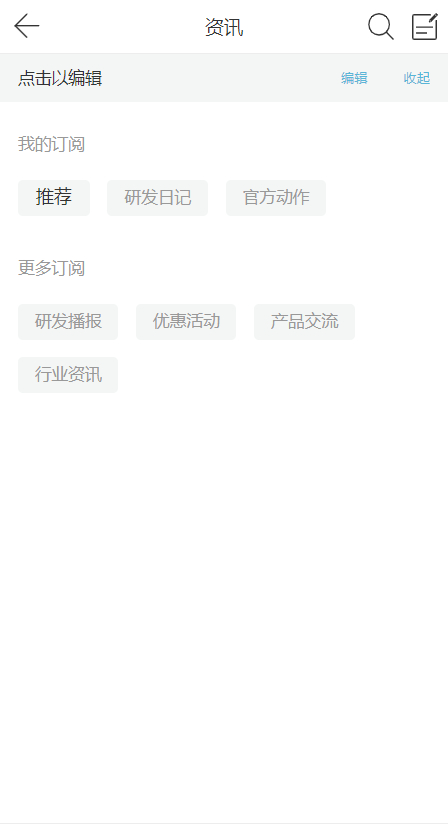 资讯
点击以编辑 编辑 收起
我的订阅
推荐 研发日记 官方动作
更多订阅
研发播报 优惠活动 产品交流
行业资讯